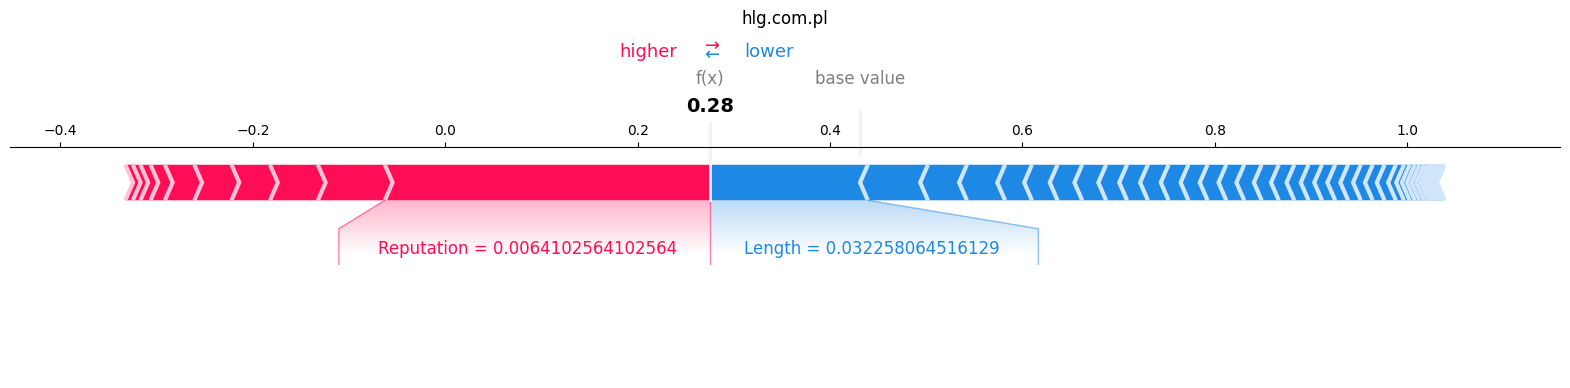 hlg.com.pl
higher ⇄ lower
f(x) base value
0.28
−0.4 −0.2 0.0 0.2 0.4 0.6 0.8 1.0
Reputation = 0.0064102564102564 Length = 0.032258064516129